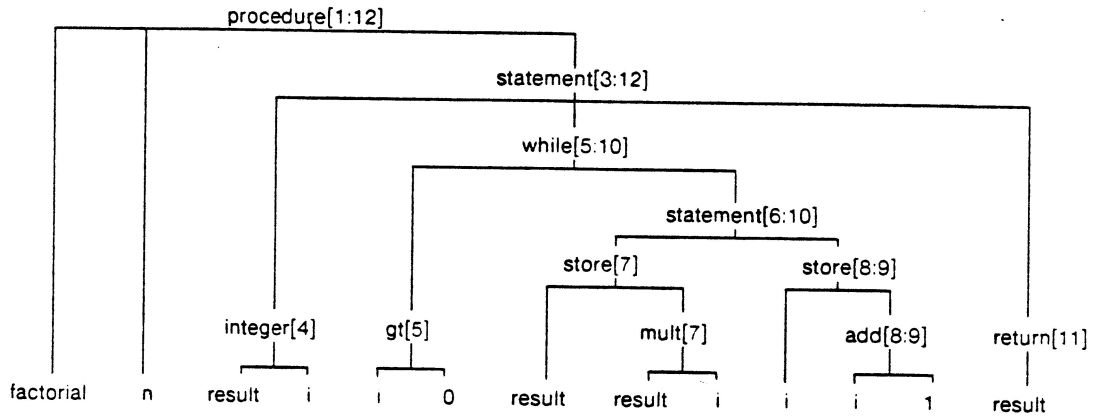 procedure[1:12]
statement[3:12]
while[5:10]
statement[6:10]
store[7] store[8:9]
integer[4] gt[5] mult[7] add[8:9] return[11]
factorial n result i i 0 result result i i i 1 result